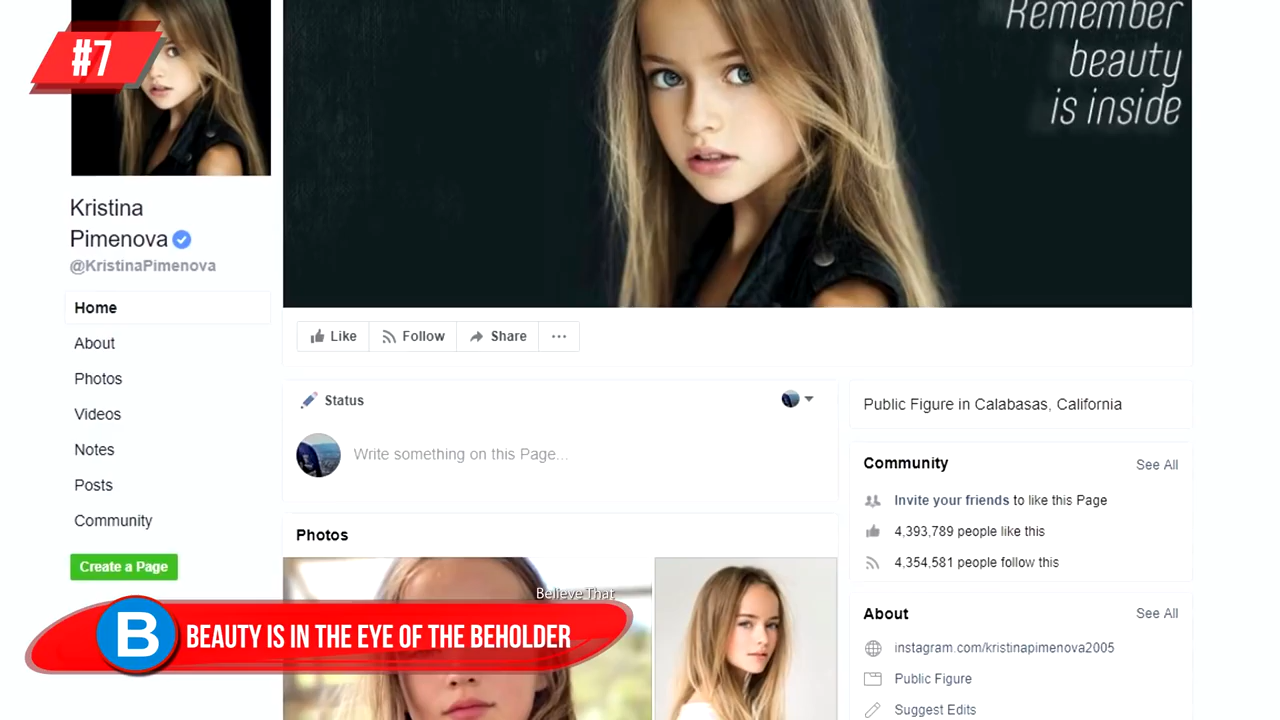 #7
Remember
beauty
is inside
Kristina
Pimenova
@KristinaPimenova
Home
About
Photos
Videos
Notes
Posts
Community
Create a Page
Like
Follow
Share
...
Status
Write something on this Page...
Photos
Public Figure in Calabasas, California
Community
See All
Invite your friends to like this Page
4,393,789 people like this
4,354,581 people follow this
About
See All
instagram.com/kristinapimenova2005
Public Figure
Suggest Edits
Believe That
B
BEAUTY IS IN THE EYE OF THE BEHOLDER